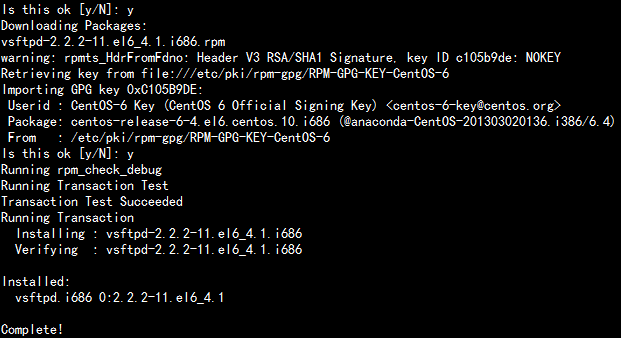 Is this ok [y/N]: y
Downloading Packages:
vsftpd-2.2.2-11.el6_4.1.i686.rpm
warning: rpmts_HdrFromFdno: Header V3 RSA/SHA1 Signature, key ID c105b9de: NOKEY
Retrieving key from file:///etc/pki/rpm-gpg/RPM-GPG-KEY-CentOS-6
Importing GPG key 0xC105B9DE:
 Userid : CentOS-6 Key (CentOS 6 Official Signing Key) <centos-6-key@centos.org>
 Package: centos-release-6-4.el6.centos.10.i686 (@anaconda-CentOS-201303020136.i386/6.4)
 From   : /etc/pki/rpm-gpg/RPM-GPG-KEY-CentOS-6
Is this ok [y/N]: y
Running rpm_check_debug
Running Transaction Test
Transaction Test Succeeded
Running Transaction
  Installing : vsftpd-2.2.2-11.el6_4.1.i686
  Verifying  : vsftpd-2.2.2-11.el6_4.1.i686
Installed:
  vsftpd.i686 0:2.2.2-11.el6_4.1
Complete!